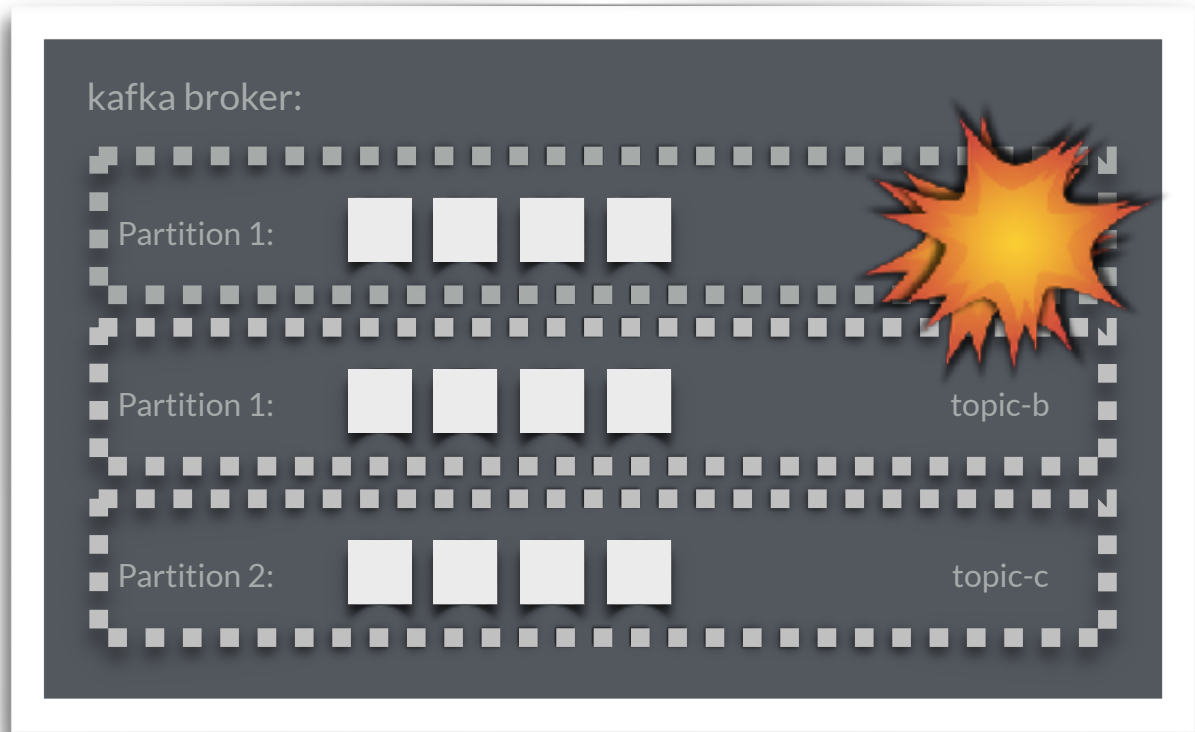 kafka broker:
Partition 1:
Partition 1:
topic-b
Partition 2:
topic-c